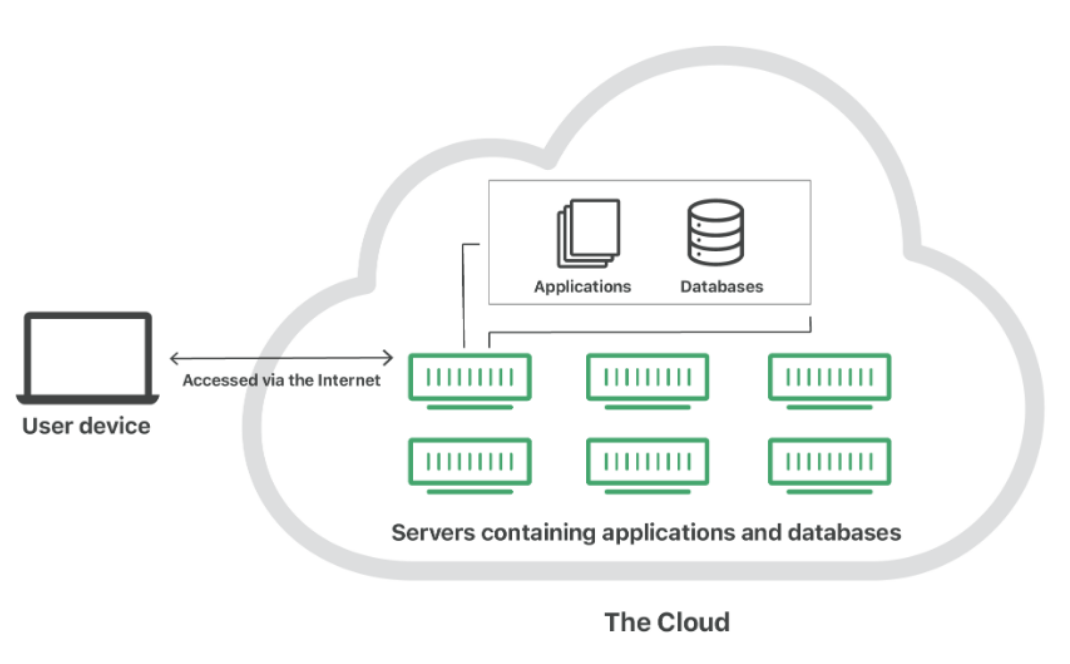 Applications
Databases
Accessed via the Internet
User device
Servers containing applications and databases
The Cloud